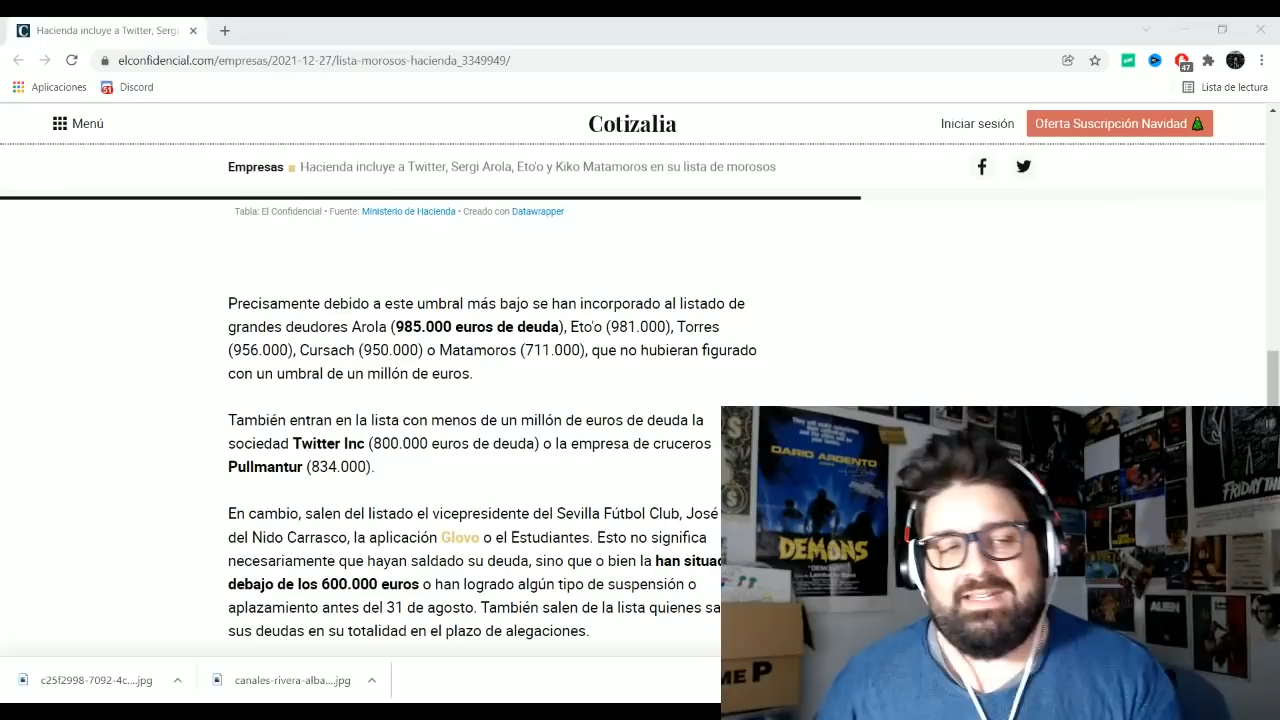 Hacienda incluye a Twitter, Sergi
elconfidencial.com/empresas/2021-12-27/lista-morosos-hacienda_3349949/
47
Aplicaciones
Discord
Lista de lectura
Menú
Cotizalia
Iniciar sesión
Oferta Suscripción Navidad
Empresas
Hacienda incluye a Twitter, Sergi Arola, Eto'o y Kiko Matamoros en su lista de morosos
Tabla: El Confidencial • Fuente: Ministerio de Hacienda • Creado con Datawrapper
Precisamente debido a este umbral más bajo se han incorporado al listado de
grandes deudores Arola (985.000 euros de deuda), Eto'o (981.000), Torres
(956.000), Cursach (950.000) o Matamoros (711.000), que no hubieran figurado
con un umbral de un millón de euros.
También entran en la lista con menos de un millón de euros de deuda la
sociedad Twitter Inc (800.000 euros de deuda) o la empresa de cruceros
Pullmantur (834.000).
En cambio, salen del listado el vicepresidente del Sevilla Fútbol Club, José
del Nido Carrasco, la aplicación Glovo o el Estudiantes. Esto no significa
necesariamente que hayan saldado su deuda, sino que o bien la han situad
debajo de los 600.000 euros o han logrado algún tipo de suspensión o
aplazamiento antes del 31 de agosto. También salen de la lista quienes sa
sus deudas en su totalidad en el plazo de alegaciones.
c25f2998-7092-4c....jpg
canales-rivera-alba....jpg
DARIO ARGENTO
DEMONS
FRIDAY TH
ALIEN
ME P